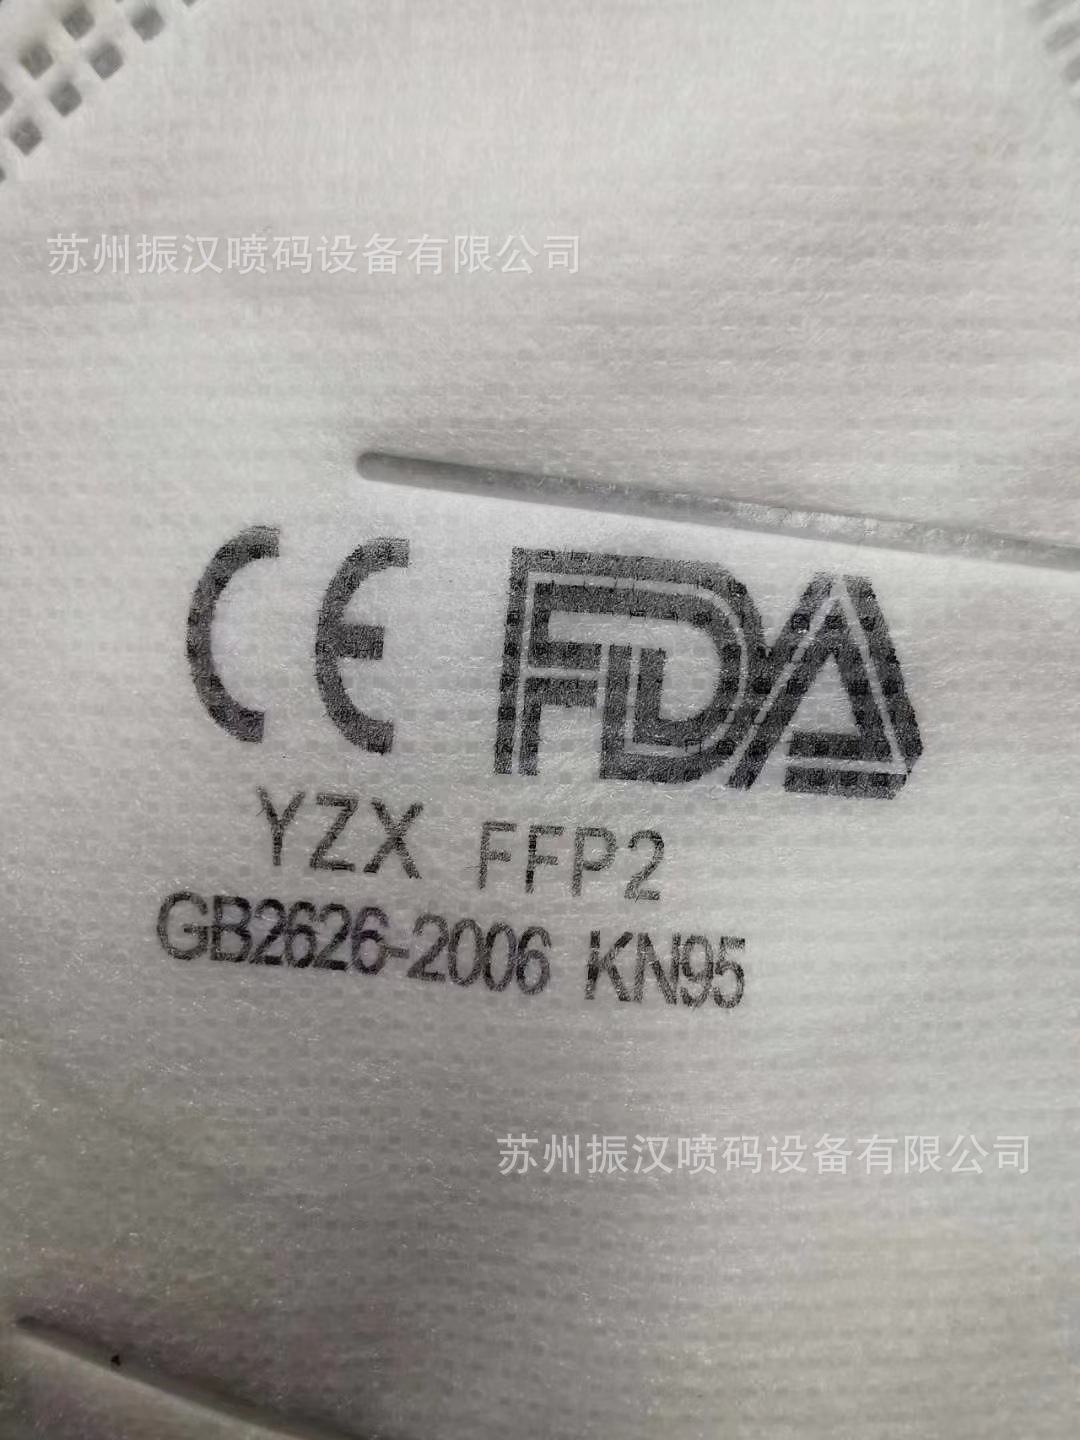 苏州振汉喷码设备有限公司
CE FDA
YZX FFP2
GB2626-2006 KN95
苏州振汉喷码设备有限公司